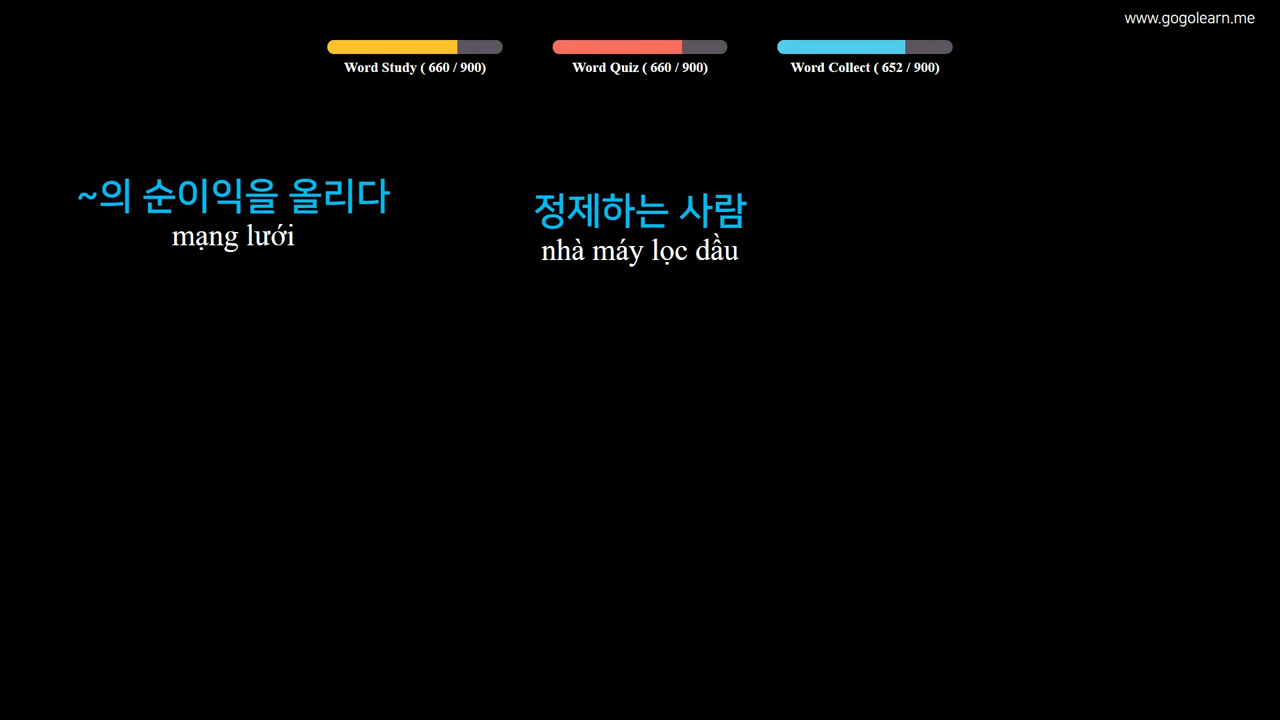 www.gogolearn.me
Word Study ( 660 / 900)
Word Quiz ( 660 / 900)
Word Collect ( 652 / 900)
~의 순이익을 올리다
mạng lưới
정제하는 사람
nhà máy lọc dầu